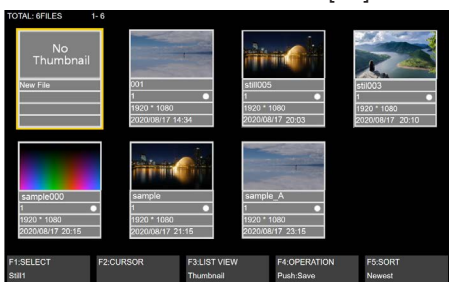 TOTAL: 6FILES 1- 6
No
Thumbnail
New File
001
1
1920 * 1080
2020/08/17 14:34
still005
1
1920 * 1080
2020/08/17 20:03
stil003
1
1920 * 1080
2020/08/17 20:10
sample000
1
1920 * 1080
2020/08/17 20:15
sample
1
1920 * 1080
2020/08/17 21:15
sample_A
1
1920 * 1080
2020/08/17 23:15
F1:SELECT
Still1
F2:CURSOR
F3:LIST VIEW
Thumbnail
F4:OPERATION
Push:Save
F5:SORT
Newest